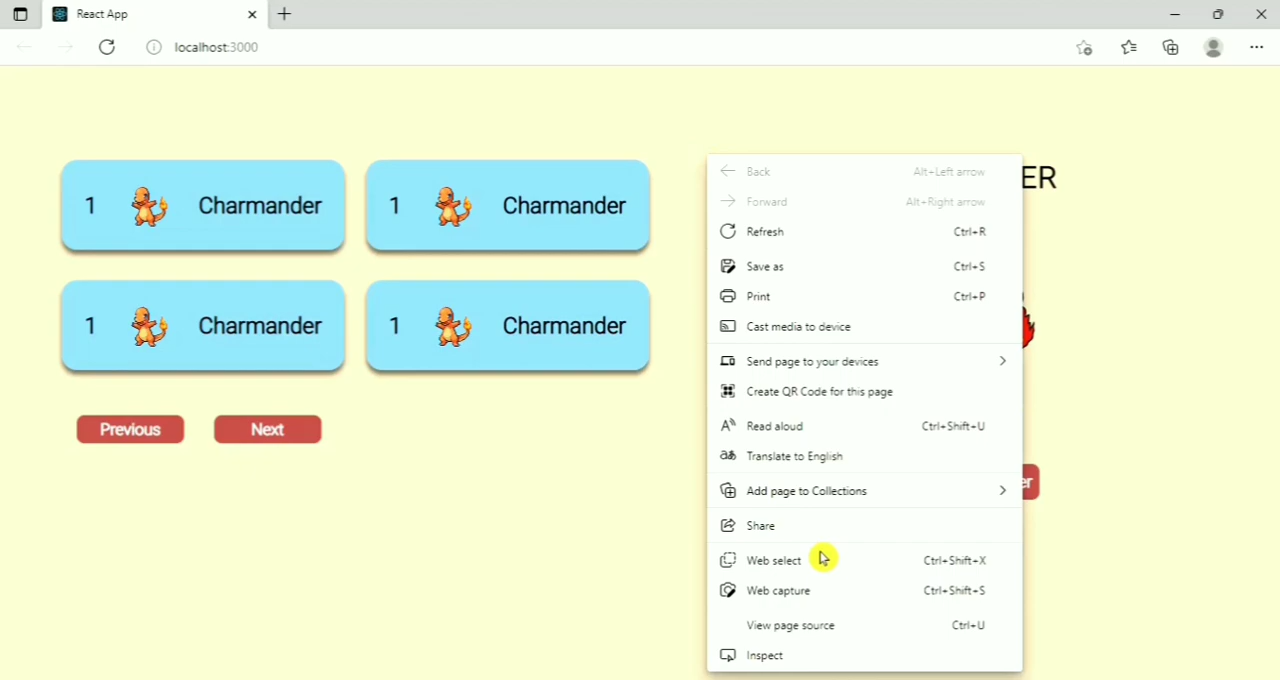 React App
localhost:3000
1 Charmander
1 Charmander
1 Charmander
1 Charmander
Previous
Next
ER
er
Back Alt+Left arrow
Forward Alt+Right arrow
Refresh Ctrl+R
Save as Ctrl+S
Print Ctrl+P
Cast media to device
Send page to your devices
Create QR Code for this page
Read aloud Ctrl+Shift+U
Translate to English
Add page to Collections
Share
Web select Ctrl+Shift+X
Web capture Ctrl+Shift+S
View page source Ctrl+U
Inspect